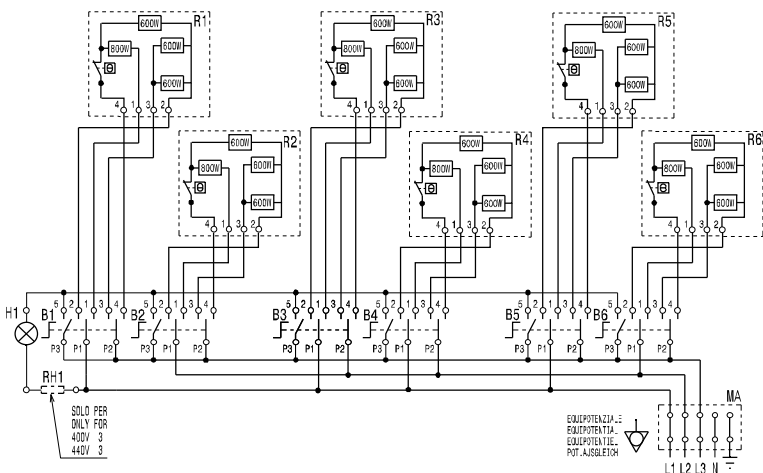 R1
600W
800W
600W
600W
Θ
4 1 3 2
R3
600W
800W
600W
600W
Θ
4 1 3 2
R5
600W
800W
600W
600W
Θ
4 1 3 2
R2
600W
800W
600W
600W
Θ
4 1 3 2
R4
600W
800W
600W
600W
Θ
4 1 3 2
R6
600W
800W
600W
600W
Θ
4 1 3 2
H1
B1
5 2 1 3 4
P3 P1 P2
B2
5 2 1 3 4
P3 P1 P2
B3
5 2 1 3 4
P3 P1 P2
B4
5 2 1 3 4
P3 P1 P2
B5
5 2 1 3 4
P3 P1 P2
B6
5 2 1 3 4
P3 P1 P2
RH1
SOLO PER
ONLY FOR
400V 3
440V 3
EQUIPOTENZIALE
EQUIPOTENTIAL
EQUIPOTENTIEL
MA
L1 L2 L3 N